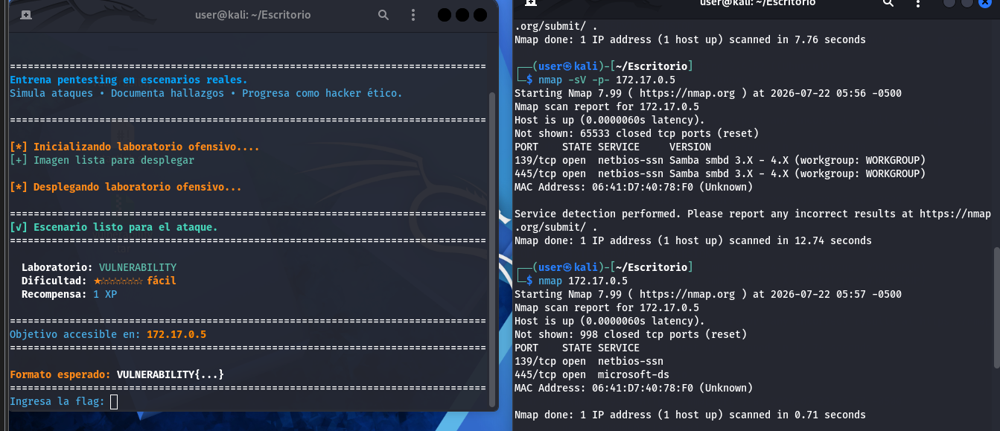 user@kali: ~/Escritorio
================================================================================
Entrena pentesting en escenarios reales.
Simula ataques • Documenta hallazgos • Progresa como hacker ético.
================================================================================
[*] Inicializando laboratorio ofensivo....
[+] Imagen lista para desplegar
[*] Desplegando laboratorio ofensivo...
================================================================================
[√] Escenario listo para el ataque.
================================================================================
Laboratorio: VULNERABILITY
Dificultad: ★☆☆☆☆☆☆☆ fácil
Recompensa: 1 XP
================================================================================
Objetivo accesible en: 172.17.0.5
================================================================================
Formato esperado: VULNERABILITY{...}
================================================================================
Ingresa la flag:
user@kali: ~/Escritorio
.org/submit/ .
Nmap done: 1 IP address (1 host up) scanned in 7.76 seconds
┌──(user㉿kali)-[~/Escritorio]
└─$ nmap -sV -p- 172.17.0.5
Starting Nmap 7.99 ( https://nmap.org ) at 2026-07-22 05:56 -0500
Nmap scan report for 172.17.0.5
Host is up (0.0000060s latency).
Not shown: 65533 closed tcp ports (reset)
PORT    STATE SERVICE     VERSION
139/tcp open  netbios-ssn Samba smbd 3.X - 4.X (workgroup: WORKGROUP)
445/tcp open  netbios-ssn Samba smbd 3.X - 4.X (workgroup: WORKGROUP)
MAC Address: 06:41:D7:40:78:F0 (Unknown)
Service detection performed. Please report any incorrect results at https://nmap
.org/submit/ .
Nmap done: 1 IP address (1 host up) scanned in 12.74 seconds
┌──(user㉿kali)-[~/Escritorio]
└─$ nmap 172.17.0.5
Starting Nmap 7.99 ( https://nmap.org ) at 2026-07-22 05:57 -0500
Nmap scan report for 172.17.0.5
Host is up (0.0000060s latency).
Not shown: 998 closed tcp ports (reset)
PORT    STATE SERVICE
139/tcp open  netbios-ssn
445/tcp open  microsoft-ds
MAC Address: 06:41:D7:40:78:F0 (Unknown)
Nmap done: 1 IP address (1 host up) scanned in 0.71 seconds